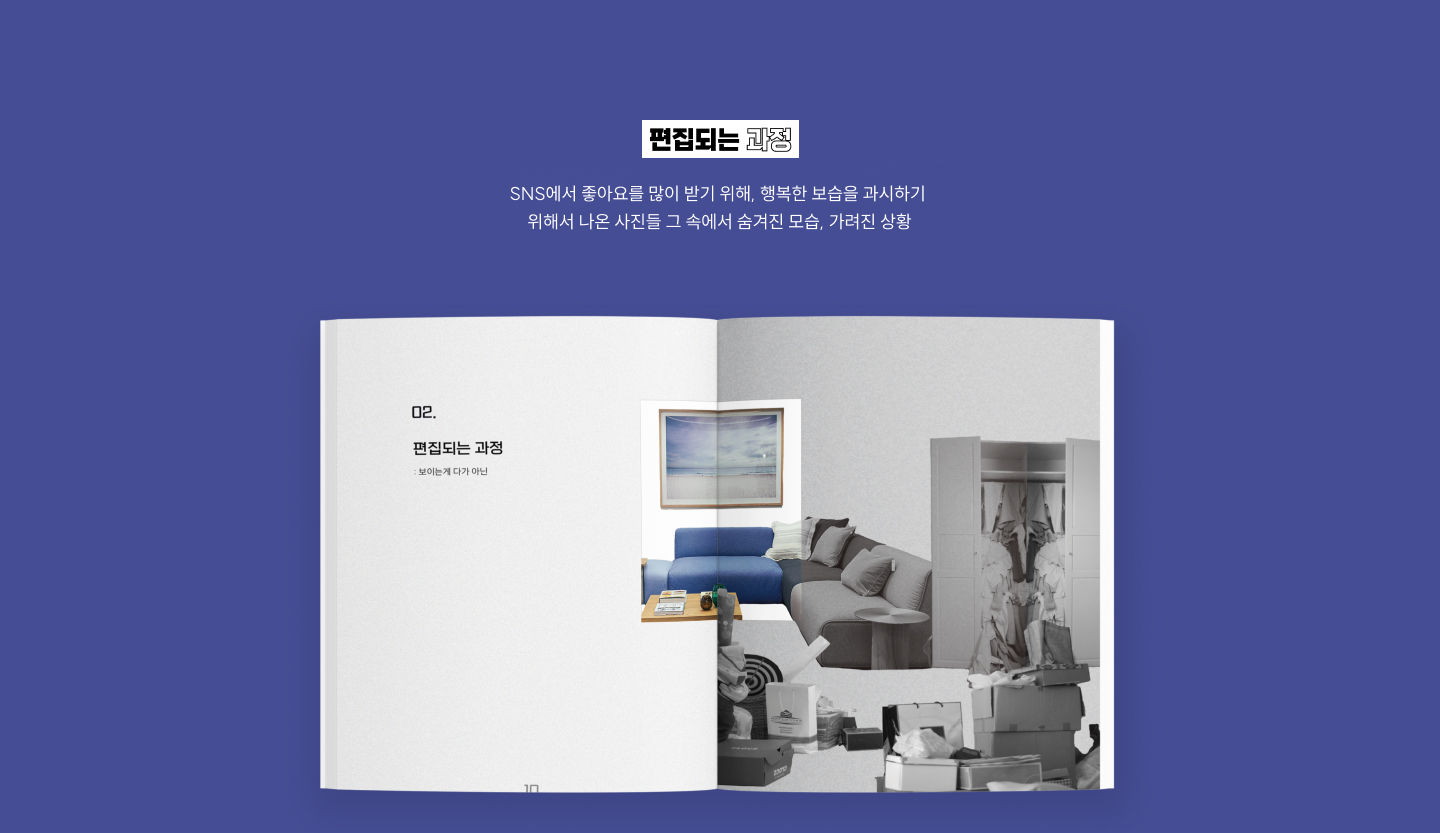 편집되는 과정
SNS에서 좋아요를 많이 받기 위해, 행복한 보습을 과시하기
위해서 나온 사진들 그 속에서 숨겨진 모습, 가려진 상황
02.
편집되는 과정
: 보이는게 다가 아닌
10